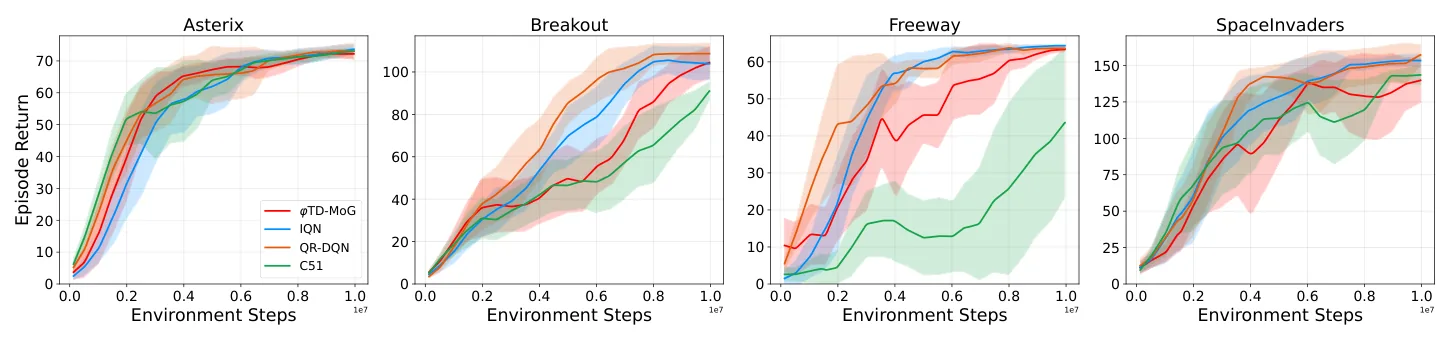 Asterix
Episode Return
70
60
50
40
30
20
10
0
φTD-MoG
IQN
QR-DQN
C51
0.0 0.2 0.4 0.6 0.8 1.0
1e7
Environment Steps
Breakout
100
80
60
40
20
0
0.0 0.2 0.4 0.6 0.8 1.0
1e7
Environment Steps
Freeway
60
50
40
30
20
10
0
0.0 0.2 0.4 0.6 0.8 1.0
1e7
Environment Steps
SpaceInvaders
150
125
100
75
50
25
0
0.0 0.2 0.4 0.6 0.8 1.0
1e7
Environment Steps